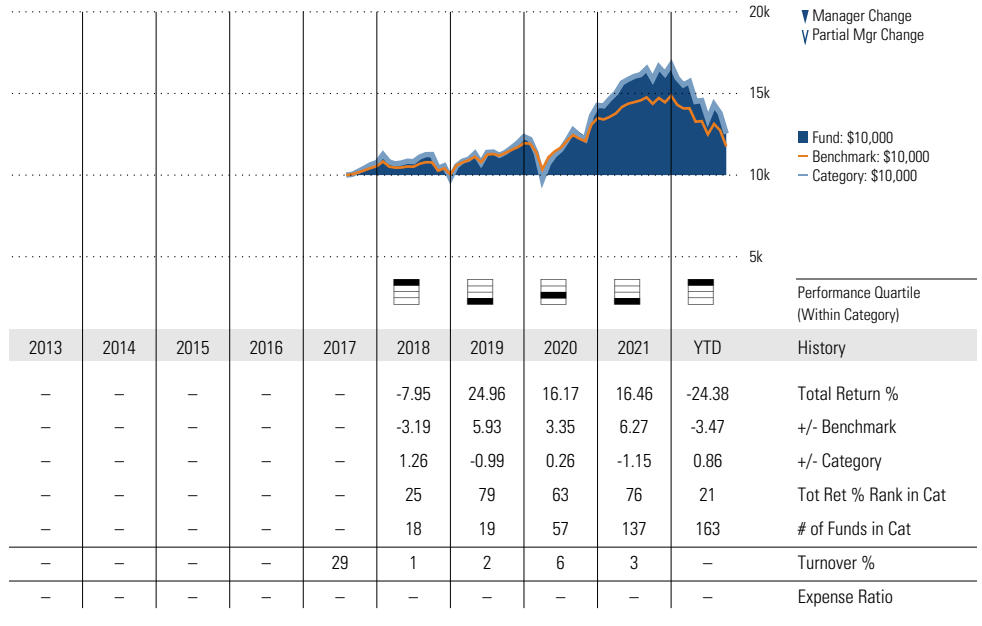 20k
15k
10k
5k
Manager Change
Partial Mgr Change
Fund: $10,000
Benchmark: $10,000
Category: $10,000
Performance Quartile
(Within Category)
2013 2014 2015 2016 2017 2018 2019 2020 2021 YTD History
– – – – – -7.95 24.96 16.17 16.46 -24.38 Total Return %
– – – – – -3.19 5.93 3.35 6.27 -3.47 +/- Benchmark
– – – – – 1.26 -0.99 0.26 -1.15 0.86 +/- Category
– – – – – 25 79 63 76 21 Tot Ret % Rank in Cat
– – – – – 18 19 57 137 163 # of Funds in Cat
– – – – 29 1 2 6 3 – Turnover %
– – – – – – – – – – Expense Ratio